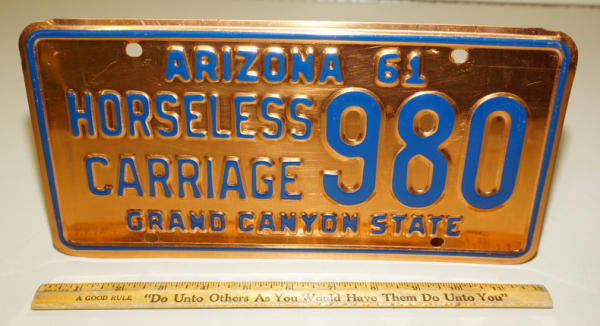 ARIZONA 61
HORSELESS
CARRIAGE
980
GRAND CANYON STATE
A GOOD RULE "Do Unto Others As You Would Have Them Do Unto You"